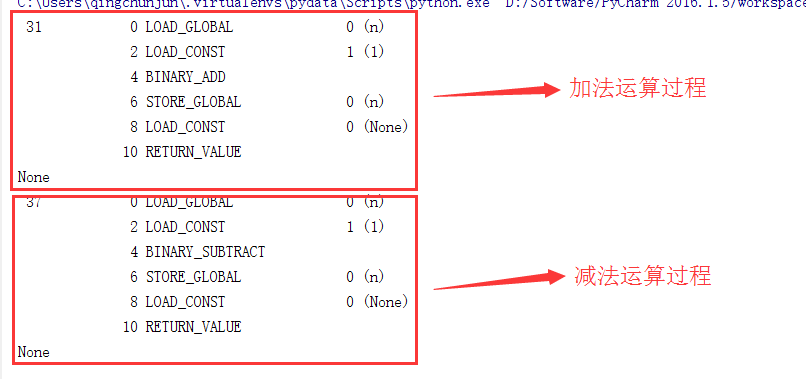 C:\Users\qingchunjun\.virtualenvs\pydata\Scripts\python.exe "D:/Software/PyCharm 2016.1.5/workspace
31 0 LOAD_GLOBAL 0 (n)
2 LOAD_CONST 1 (1)
4 BINARY_ADD
6 STORE_GLOBAL 0 (n)
8 LOAD_CONST 0 (None)
10 RETURN_VALUE
None
加法运算过程
37 0 LOAD_GLOBAL 0 (n)
2 LOAD_CONST 1 (1)
4 BINARY_SUBTRACT
6 STORE_GLOBAL 0 (n)
8 LOAD_CONST 0 (None)
10 RETURN_VALUE
None
减法运算过程